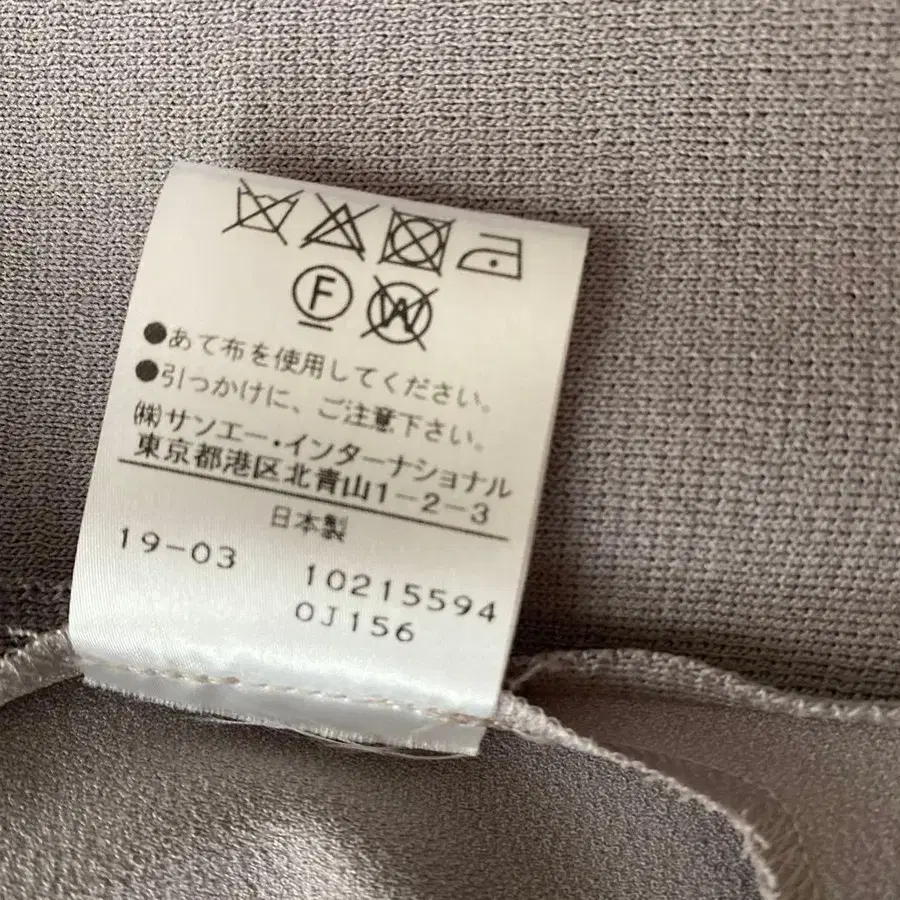 F W
●あて布を使用してください。
●引っかけに、ご注意下さい。
㈱サンエー・インターナショナル
東京都港区北青山1-2-3
日本製
19-03 10215594
0J156